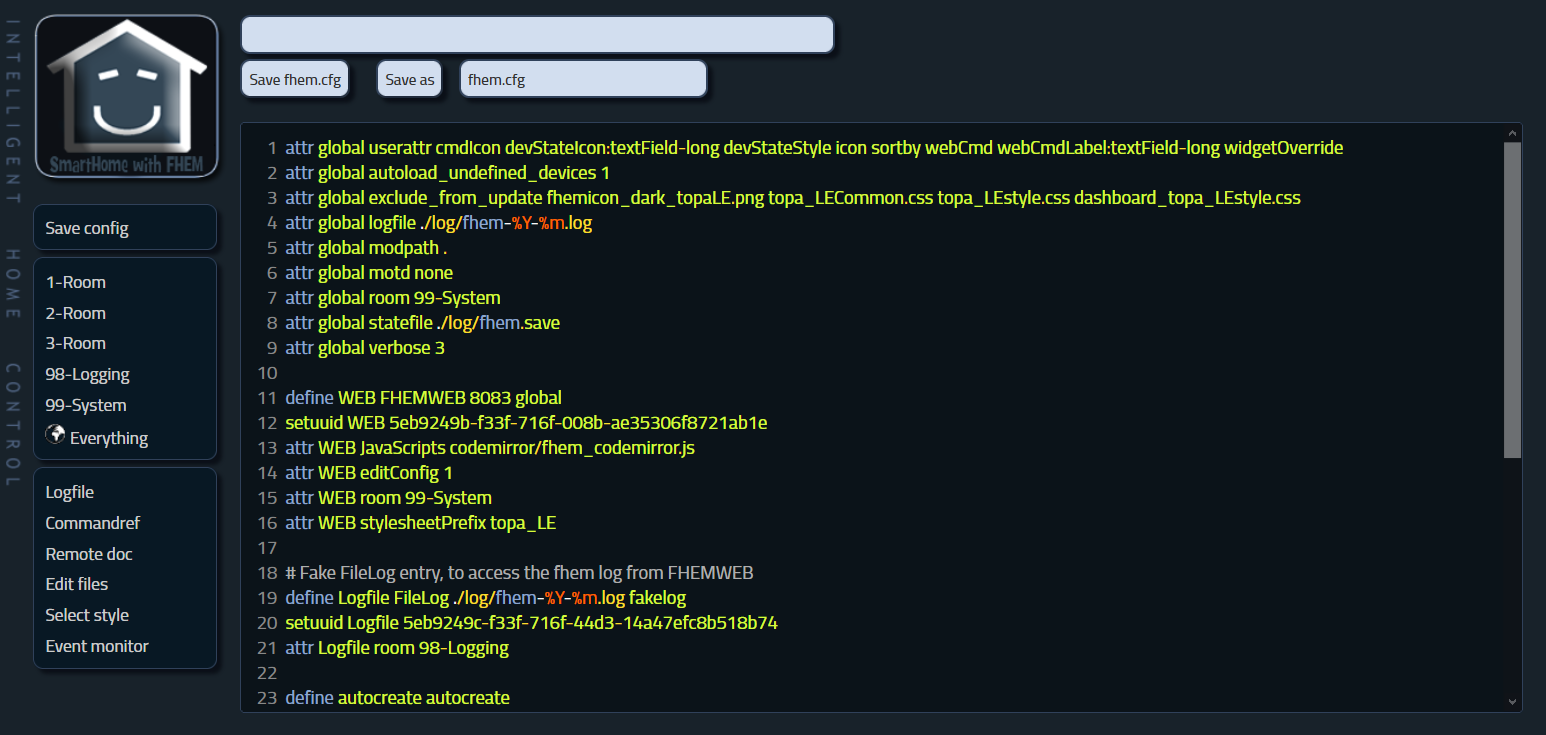 INTELLIGENT HOME CONTROL
SmartHome with FHEM
Save config
1-Room
2-Room
3-Room
98-Logging
99-System
Everything
Logfile
Commandref
Remote doc
Edit files
Select style
Event monitor
Save fhem.cfg Save as fhem.cfg
1 attr global userattr cmdIcon devStateIcon:textField-long devStateStyle icon sortby webCmd webCmdLabel:textField-long widgetOverride
2 attr global autoload_undefined_devices 1
3 attr global exclude_from_update fhemicon_dark_topaLE.png topa_LECommon.css topa_LEstyle.css dashboard_topa_LEstyle.css
4 attr global logfile ./log/fhem-%Y-%m.log
5 attr global modpath .
6 attr global motd none
7 attr global room 99-System
8 attr global statefile ./log/fhem.save
9 attr global verbose 3
10
11 define WEB FHEMWEB 8083 global
12 setuuid WEB 5eb9249b-f33f-716f-008b-ae35306f8721ab1e
13 attr WEB JavaScripts codemirror/fhem_codemirror.js
14 attr WEB editConfig 1
15 attr WEB room 99-System
16 attr WEB stylesheetPrefix topa_LE
17
18 # Fake FileLog entry, to access the fhem log from FHEMWEB
19 define Logfile FileLog ./log/fhem-%Y-%m.log fakelog
20 setuuid Logfile 5eb9249c-f33f-716f-44d3-14a47efc8b518b74
21 attr Logfile room 98-Logging
22
23 define autocreate autocreate